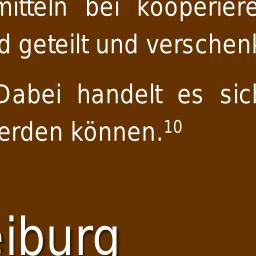 mitteln bei kooperiere
d geteilt und verschenk
Dabei handelt es sich
erden können.10
eiburg